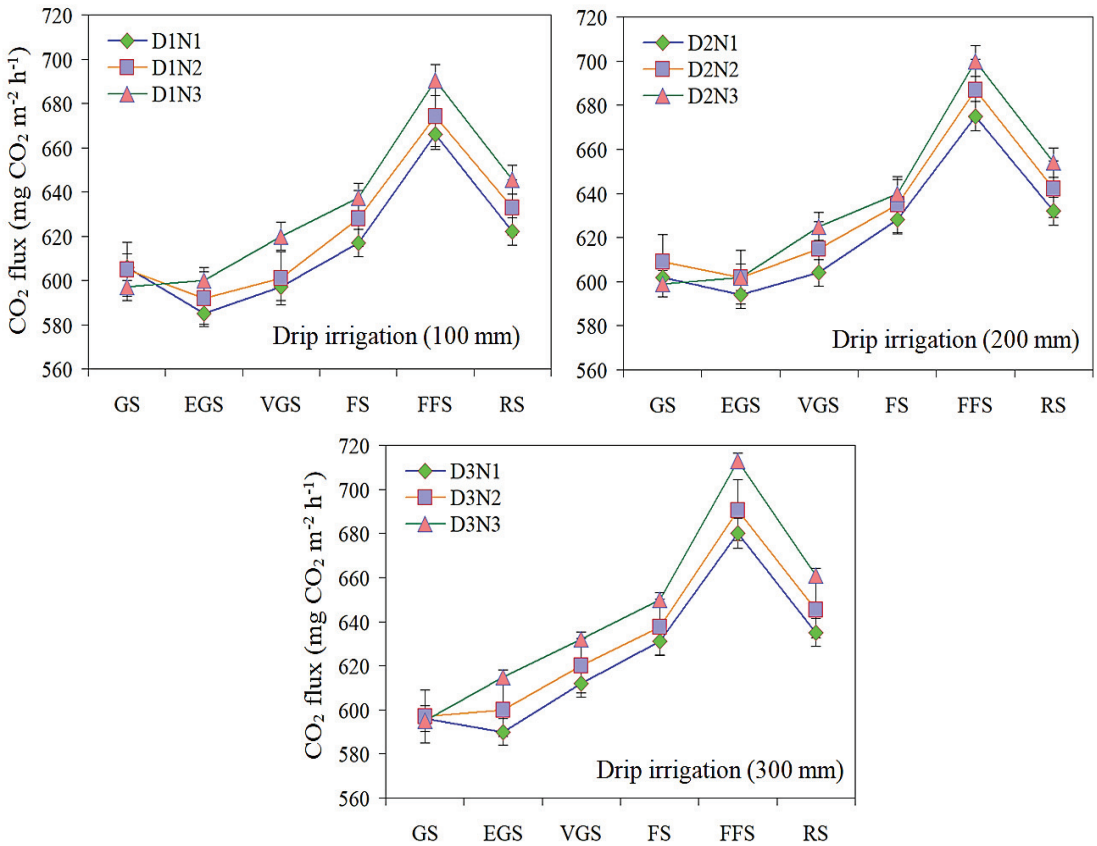 CO₂ flux (mg CO₂ m⁻² h⁻¹)
720
700
680
660
640
620
600
580
560
D1N1
D1N2
D1N3
Drip irrigation (100 mm)
GS EGS VGS FS FFS RS
720
700
680
660
640
620
600
580
560
D2N1
D2N2
D2N3
Drip irrigation (200 mm)
GS EGS VGS FS FFS RS
CO₂ flux (mg CO₂ m⁻² h⁻¹)
720
700
680
660
640
620
600
580
560
D3N1
D3N2
D3N3
Drip irrigation (300 mm)
GS EGS VGS FS FFS RS